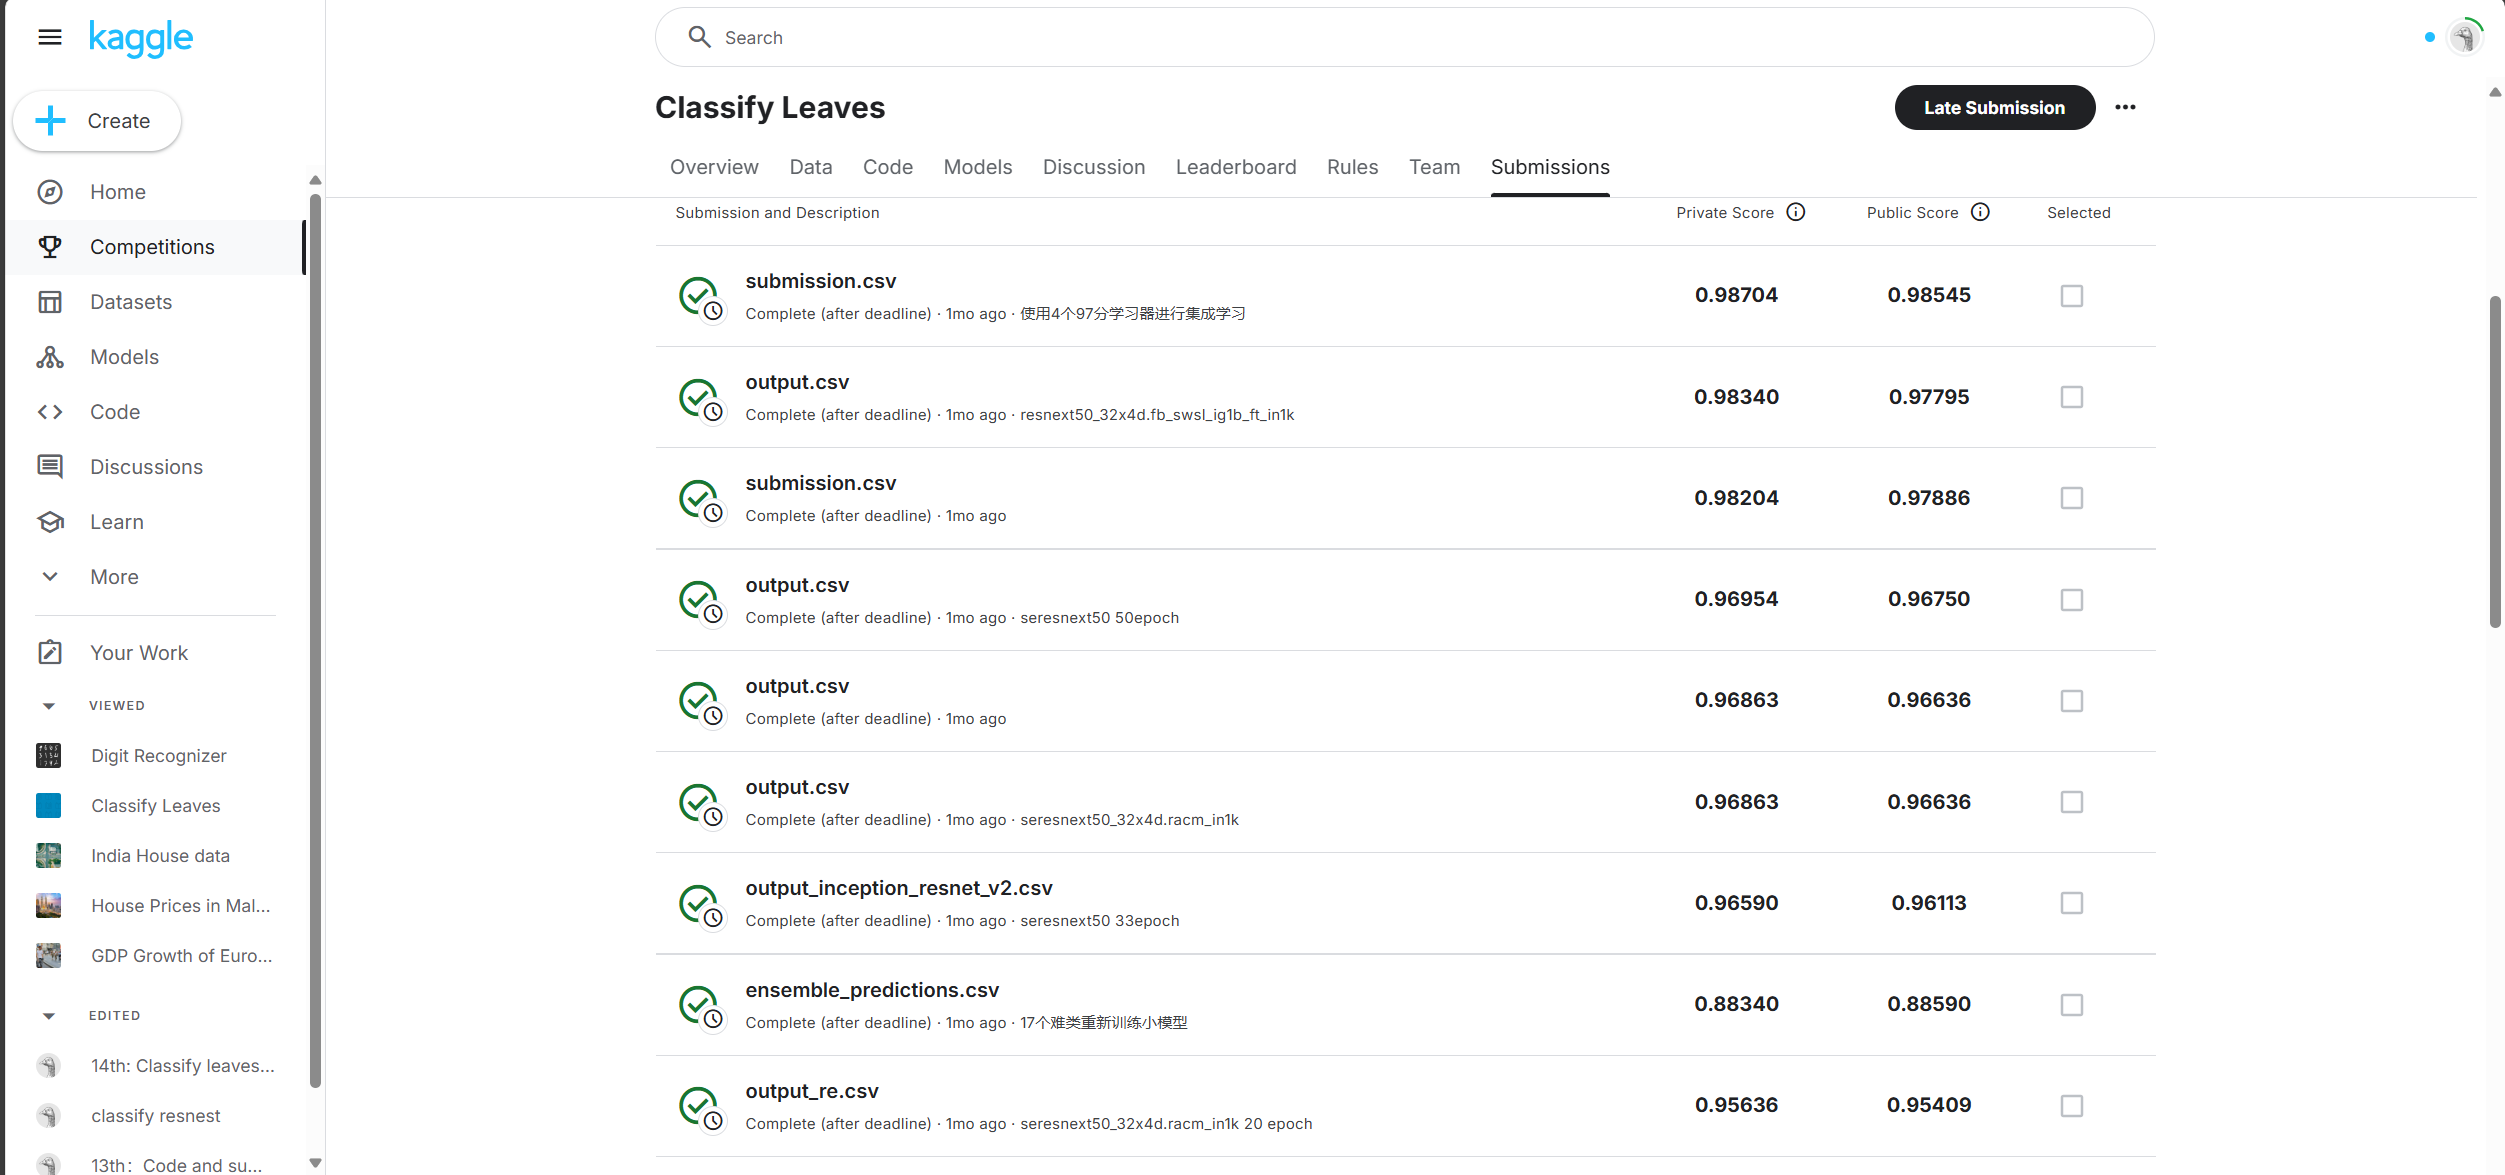 kaggle
Search
Create
Home
Competitions
Datasets
Models
Code
Discussions
Learn
More
Your Work
VIEWED
Digit Recognizer
Classify Leaves
India House data
House Prices in Mal...
GDP Growth of Euro...
EDITED
14th: Classify leaves...
classify resnest
13th：Code and su...
Classify Leaves
Late Submission
Overview Data Code Models Discussion Leaderboard Rules Team Submissions
Submission and Description Private Score Public Score Selected
submission.csv
Complete (after deadline) · 1mo ago · 使用4个97分学习器进行集成学习
0.98704 0.98545
output.csv
Complete (after deadline) · 1mo ago · resnext50_32x4d.fb_swsl_ig1b_ft_in1k
0.98340 0.97795
submission.csv
Complete (after deadline) · 1mo ago
0.98204 0.97886
output.csv
Complete (after deadline) · 1mo ago · seresnext50 50epoch
0.96954 0.96750
output.csv
Complete (after deadline) · 1mo ago
0.96863 0.96636
output.csv
Complete (after deadline) · 1mo ago · seresnext50_32x4d.racm_in1k
0.96863 0.96636
output_inception_resnet_v2.csv
Complete (after deadline) · 1mo ago · seresnext50 33epoch
0.96590 0.96113
ensemble_predictions.csv
Complete (after deadline) · 1mo ago · 17个难类重新训练小模型
0.88340 0.88590
output_re.csv
Complete (after deadline) · 1mo ago · seresnext50_32x4d.racm_in1k 20 epoch
0.95636 0.95409